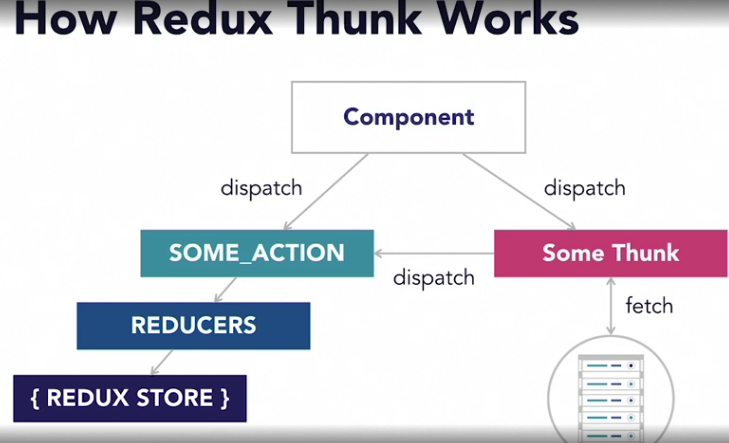 How Redux Thunk Works
Component
dispatch
dispatch
SOME_ACTION
Some Thunk
dispatch
fetch
REDUCERS
{ REDUX STORE }